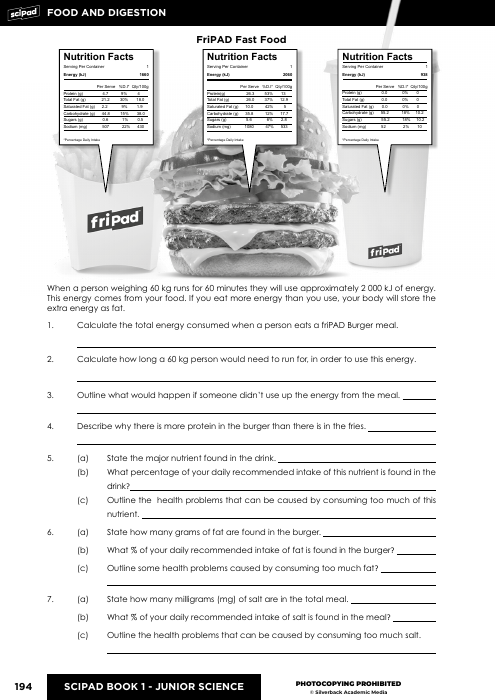 scipad
FOOD AND DIGESTION
FriPAD Fast Food
Nutrition Facts
Serving Per Container 1
Energy (kJ) 1660
Per Serve %D.I* Qty/100g
Protein (g) 4.7 9% 4
Total Fat (g) 21.3 30% 18.0
Saturated Fat (g) 2.2 9% 1.9
Carbohydrate (g) 44.8 15% 38.0
Sugars (g) 0.6 1% 0.5
Sodium (mg) 507 22% 430
*Percentage Daily Intake
Nutrition Facts
Serving Per Container 1
Energy (kJ) 2060
Per Serve %D.I* Qty/100g
Protein(g) 26.3 53% 13
Total Fat (g) 26.0 37% 12.9
Saturated Fat(g) 10.0 42% 5
Carbohydrate (g) 35.8 12% 17.7
Sugars (g) 5.6 6% 2.8
Sodium (mg) 1060 47% 533
*Percentage Daily Intake
Nutrition Facts
Serving Per Container 1
Energy (kJ) 935
Per Serve %D.I* Qty/100g
Protein (g) 0.0 0% 0
Total Fat (g) 0.0 0% 0
Saturated Fat (g) 0.0 0% 0
Carbohydrate (g) 55.2 18% 10.2
Sugars (g) 18% 10.2
Sodium (mg) 52 2% 10
*Percentage Daily Intake
friPad
friPad
When a person weighing 60 kg runs for 60 minutes they will use approximately 2 000 kJ of energy.
This energy comes from your food. If you eat more energy than you use, your body will store the
extra energy as fat.
1. Calculate the total energy consumed when a person eats a friPAD Burger meal.
2. Calculate how long a 60 kg person would need to run for, in order to use this energy.
3. Outline what would happen if someone didn't use up the energy from the meal.
4. Describe why there is more protein in the burger than there is in the fries.
5. (a) State the major nutrient found in the drink.
(b) What percentage of your daily recommended intake of this nutrient is found in the
drink?
(c) Outline the health problems that can be caused by consuming too much of this
nutrient.
6. (a) State how many grams of fat are found in the burger.
(b) What % of your daily recommended intake of fat is found in the burger?
(c) Outline some health problems caused by consuming too much fat?
7. (a) State how many milligrams (mg) of salt are in the total meal.
(b) What % of your daily recommended intake of salt is found in the meal?
(c) Outline the health problems that can be caused by consuming too much salt.
194 SCIPAD BOOK 1 - JUNIOR SCIENCE
PHOTOCOPYING PROHIBITED
© Silverback Academic Media